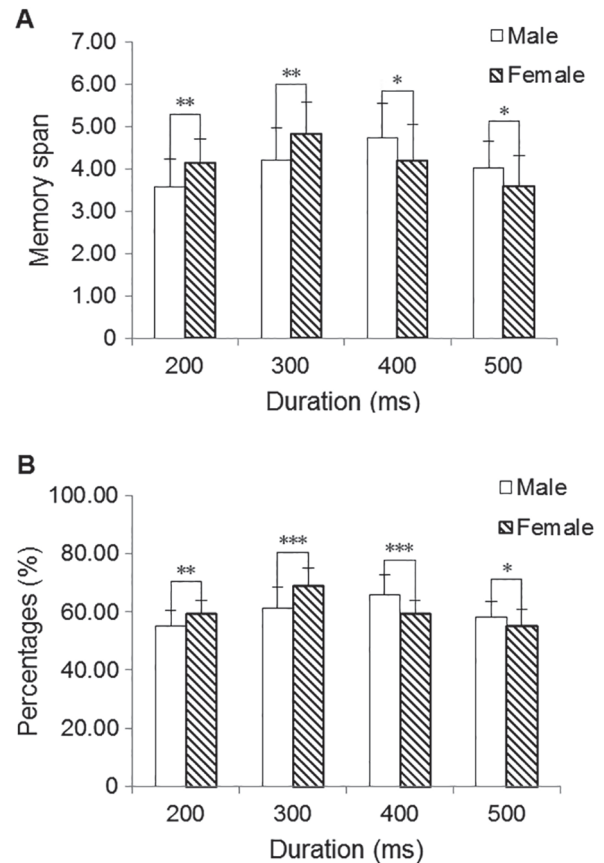 A
7.00
6.00
5.00
4.00
3.00
2.00
1.00
0
Memory span
** ** * *
Male
Female
200 300 400 500
Duration (ms)
B
100.00
80.00
60.00
40.00
20.00
0
Percentages (%)
** *** *** *
Male
Female
200 300 400 500
Duration (ms)